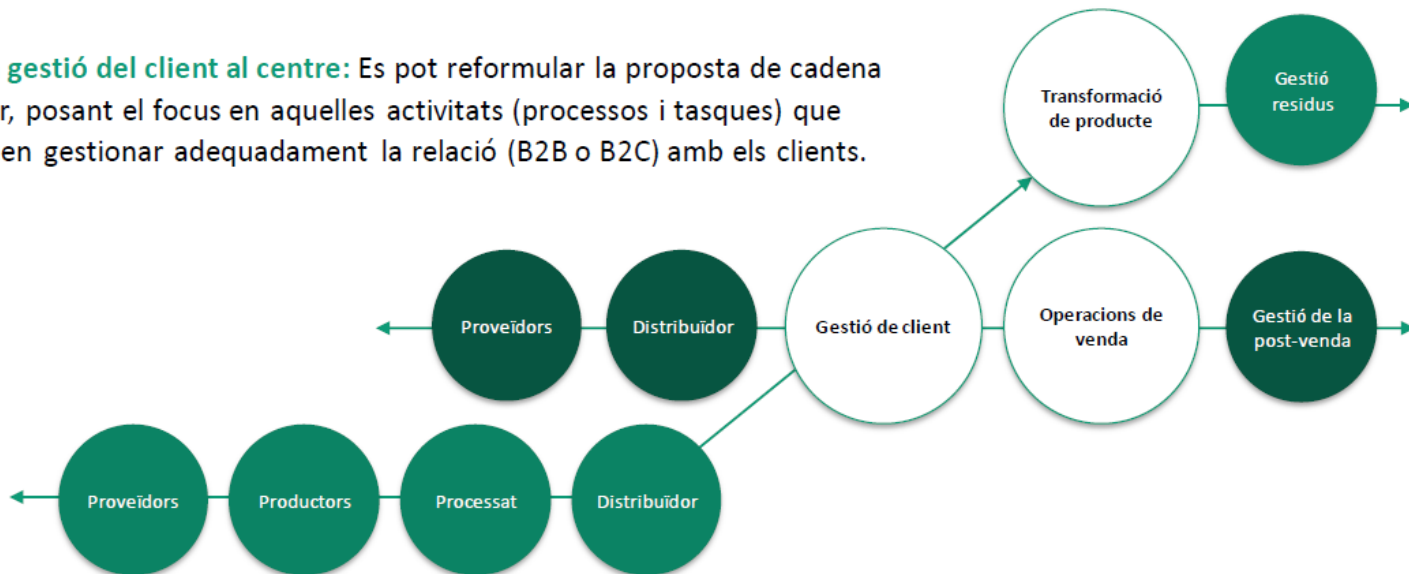 gestió del client al centre: Es pot reformular la proposta de cadena
r, posant el focus en aquelles activitats (processos i tasques) que
en gestionar adequadament la relació (B2B o B2C) amb els clients.
Transformació
de producte
Gestió
residus
Proveïdors
Distribuïdor
Gestió de client
Operacions de
venda
Gestió de la
post-venda
Proveïdors
Productors
Processat
Distribuïdor